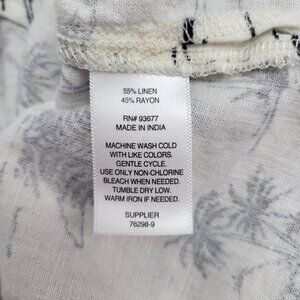 55% LINEN
45% RAYON
RN# 93677
MADE IN INDIA
MACHINE WASH COLD
WITH LIKE COLORS.
GENTLE CYCLE.
USE ONLY NON-CHLORINE
BLEACH WHEN NEEDED.
TUMBLE DRY LOW.
WARM IRON IF NEEDED.
SUPPLIER
76298-9